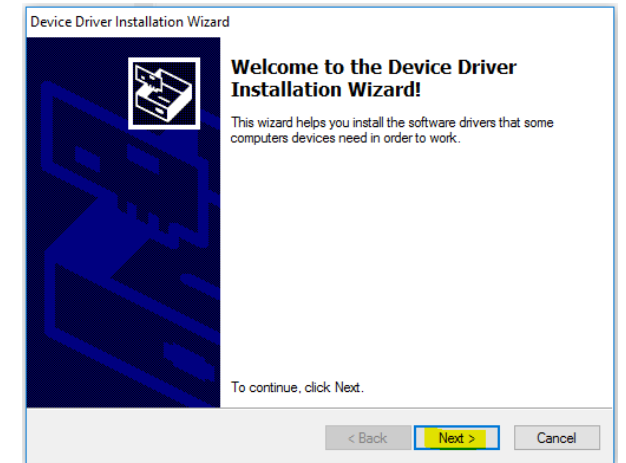 Device Driver Installation Wizard
Welcome to the Device Driver
Installation Wizard!
This wizard helps you install the software drivers that some
computers devices need in order to work.
To continue, click Next.
< Back
Next >
Cancel